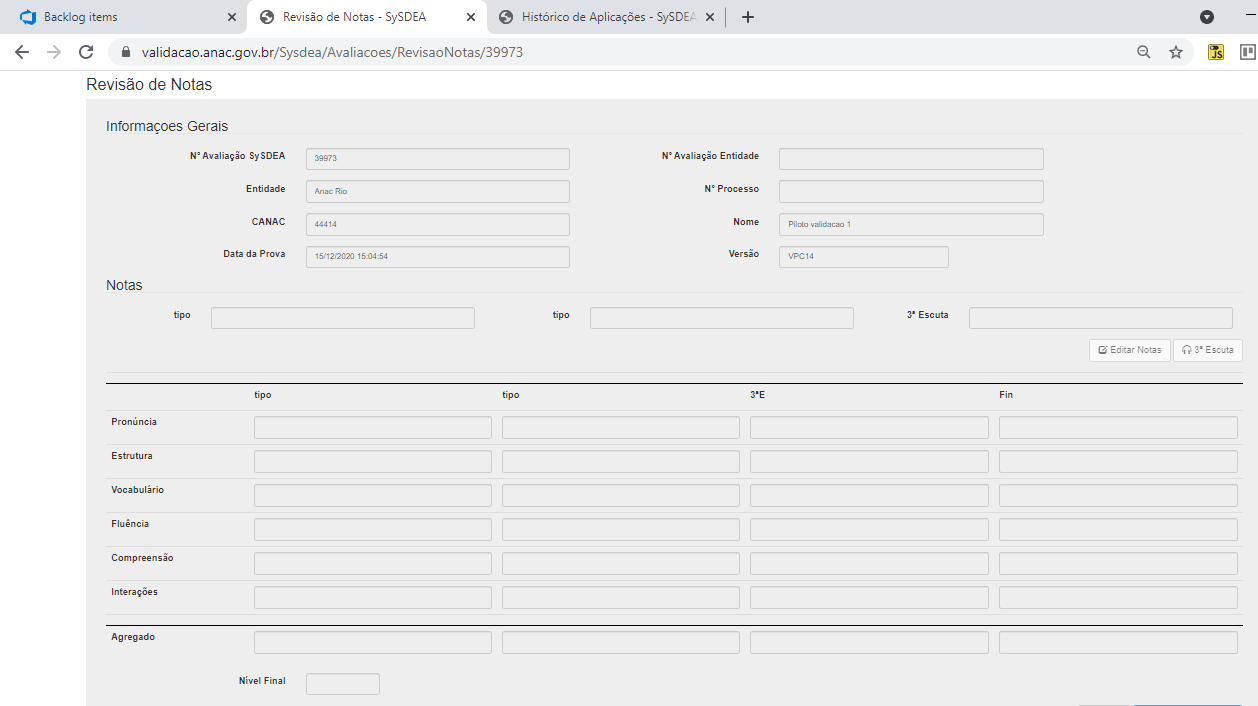 Backlog items
Revisão de Notas - SySDEA
Histórico de Aplicações - SySDEA
validacao.anac.gov.br/Sysdea/Avaliacoes/RevisaoNotas/39973
JS
Revisão de Notas
Informaçoes Gerais
N° Avaliação SySDEA 39973 N° Avaliação Entidade
Entidade Anac Rio N° Processo
CANAC 44414 Nome Piloto validacao 1
Data da Prova 15/12/2020 15:04:54 Versão VPC14
Notas
tipo tipo 3ª Escuta
Editar Notas 3ª Escuta
tipo tipo 3ªE Fin
Pronúncia
Estrutura
Vocabulário
Fluência
Compreensão
Interações
Agregado
Nível Final